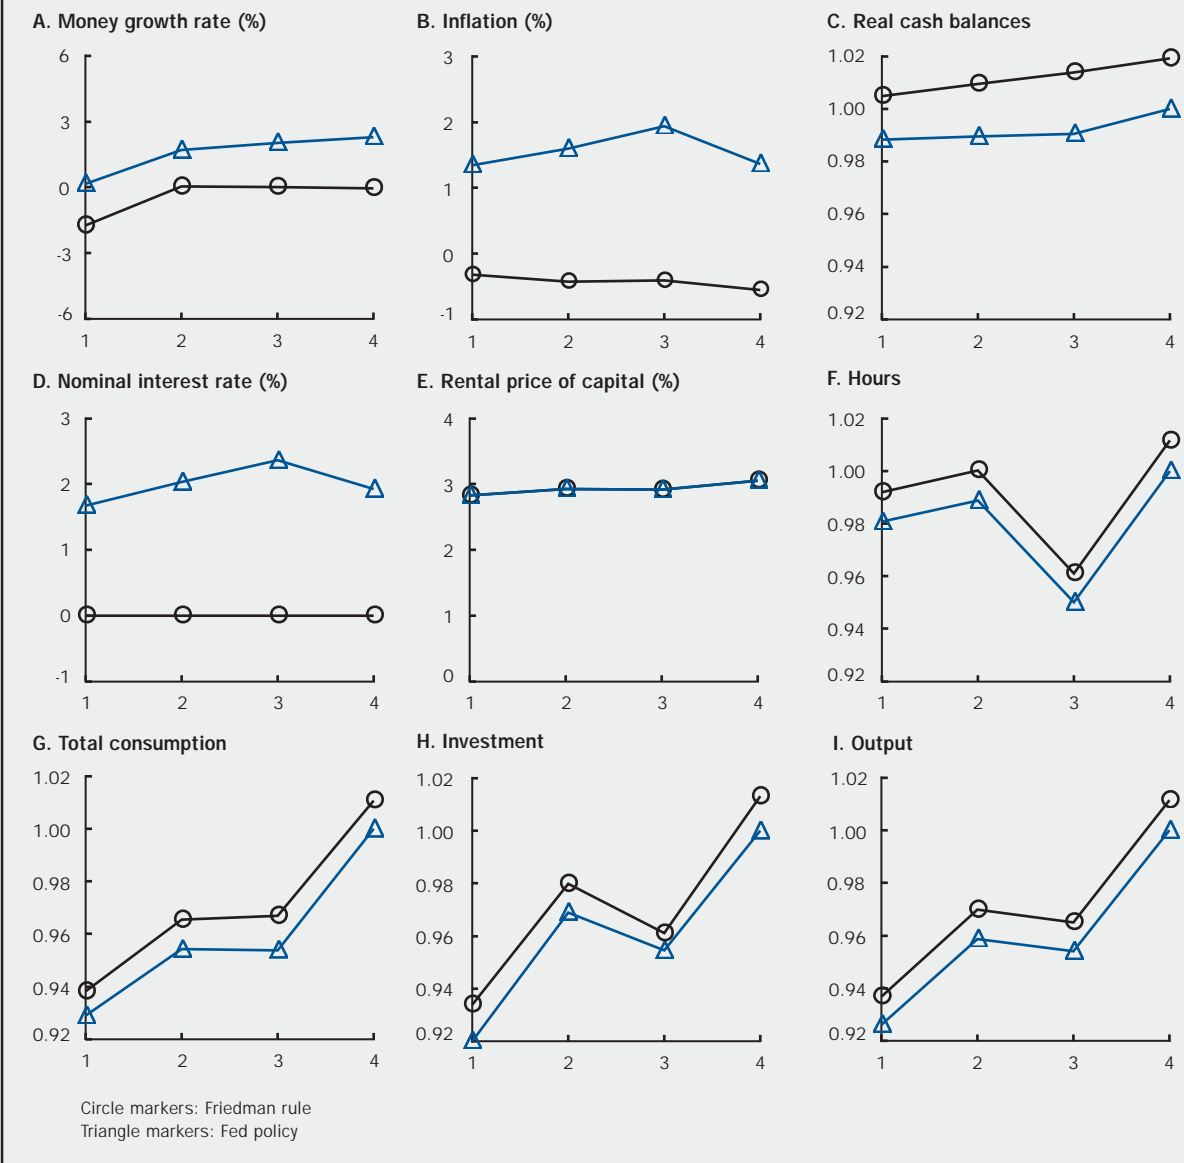 A. Money growth rate (%)
6
3
0
-3
-6
1 2 3 4
B. Inflation (%)
3
2
1
0
-1
1 2 3 4
C. Real cash balances
1.02
1.00
0.98
0.96
0.94
0.92
1 2 3 4
D. Nominal interest rate (%)
3
2
1
0
-1
1 2 3 4
E. Rental price of capital (%)
4
3
2
1
0
1 2 3 4
F. Hours
1.02
1.00
0.98
0.96
0.94
0.92
1 2 3 4
G. Total consumption
1.02
1.00
0.98
0.96
0.94
0.92
1 2 3 4
H. Investment
1.02
1.00
0.98
0.96
0.94
0.92
1 2 3 4
I. Output
1.02
1.00
0.98
0.96
0.94
0.92
1 2 3 4
Circle markers: Friedman rule
Triangle markers: Fed policy